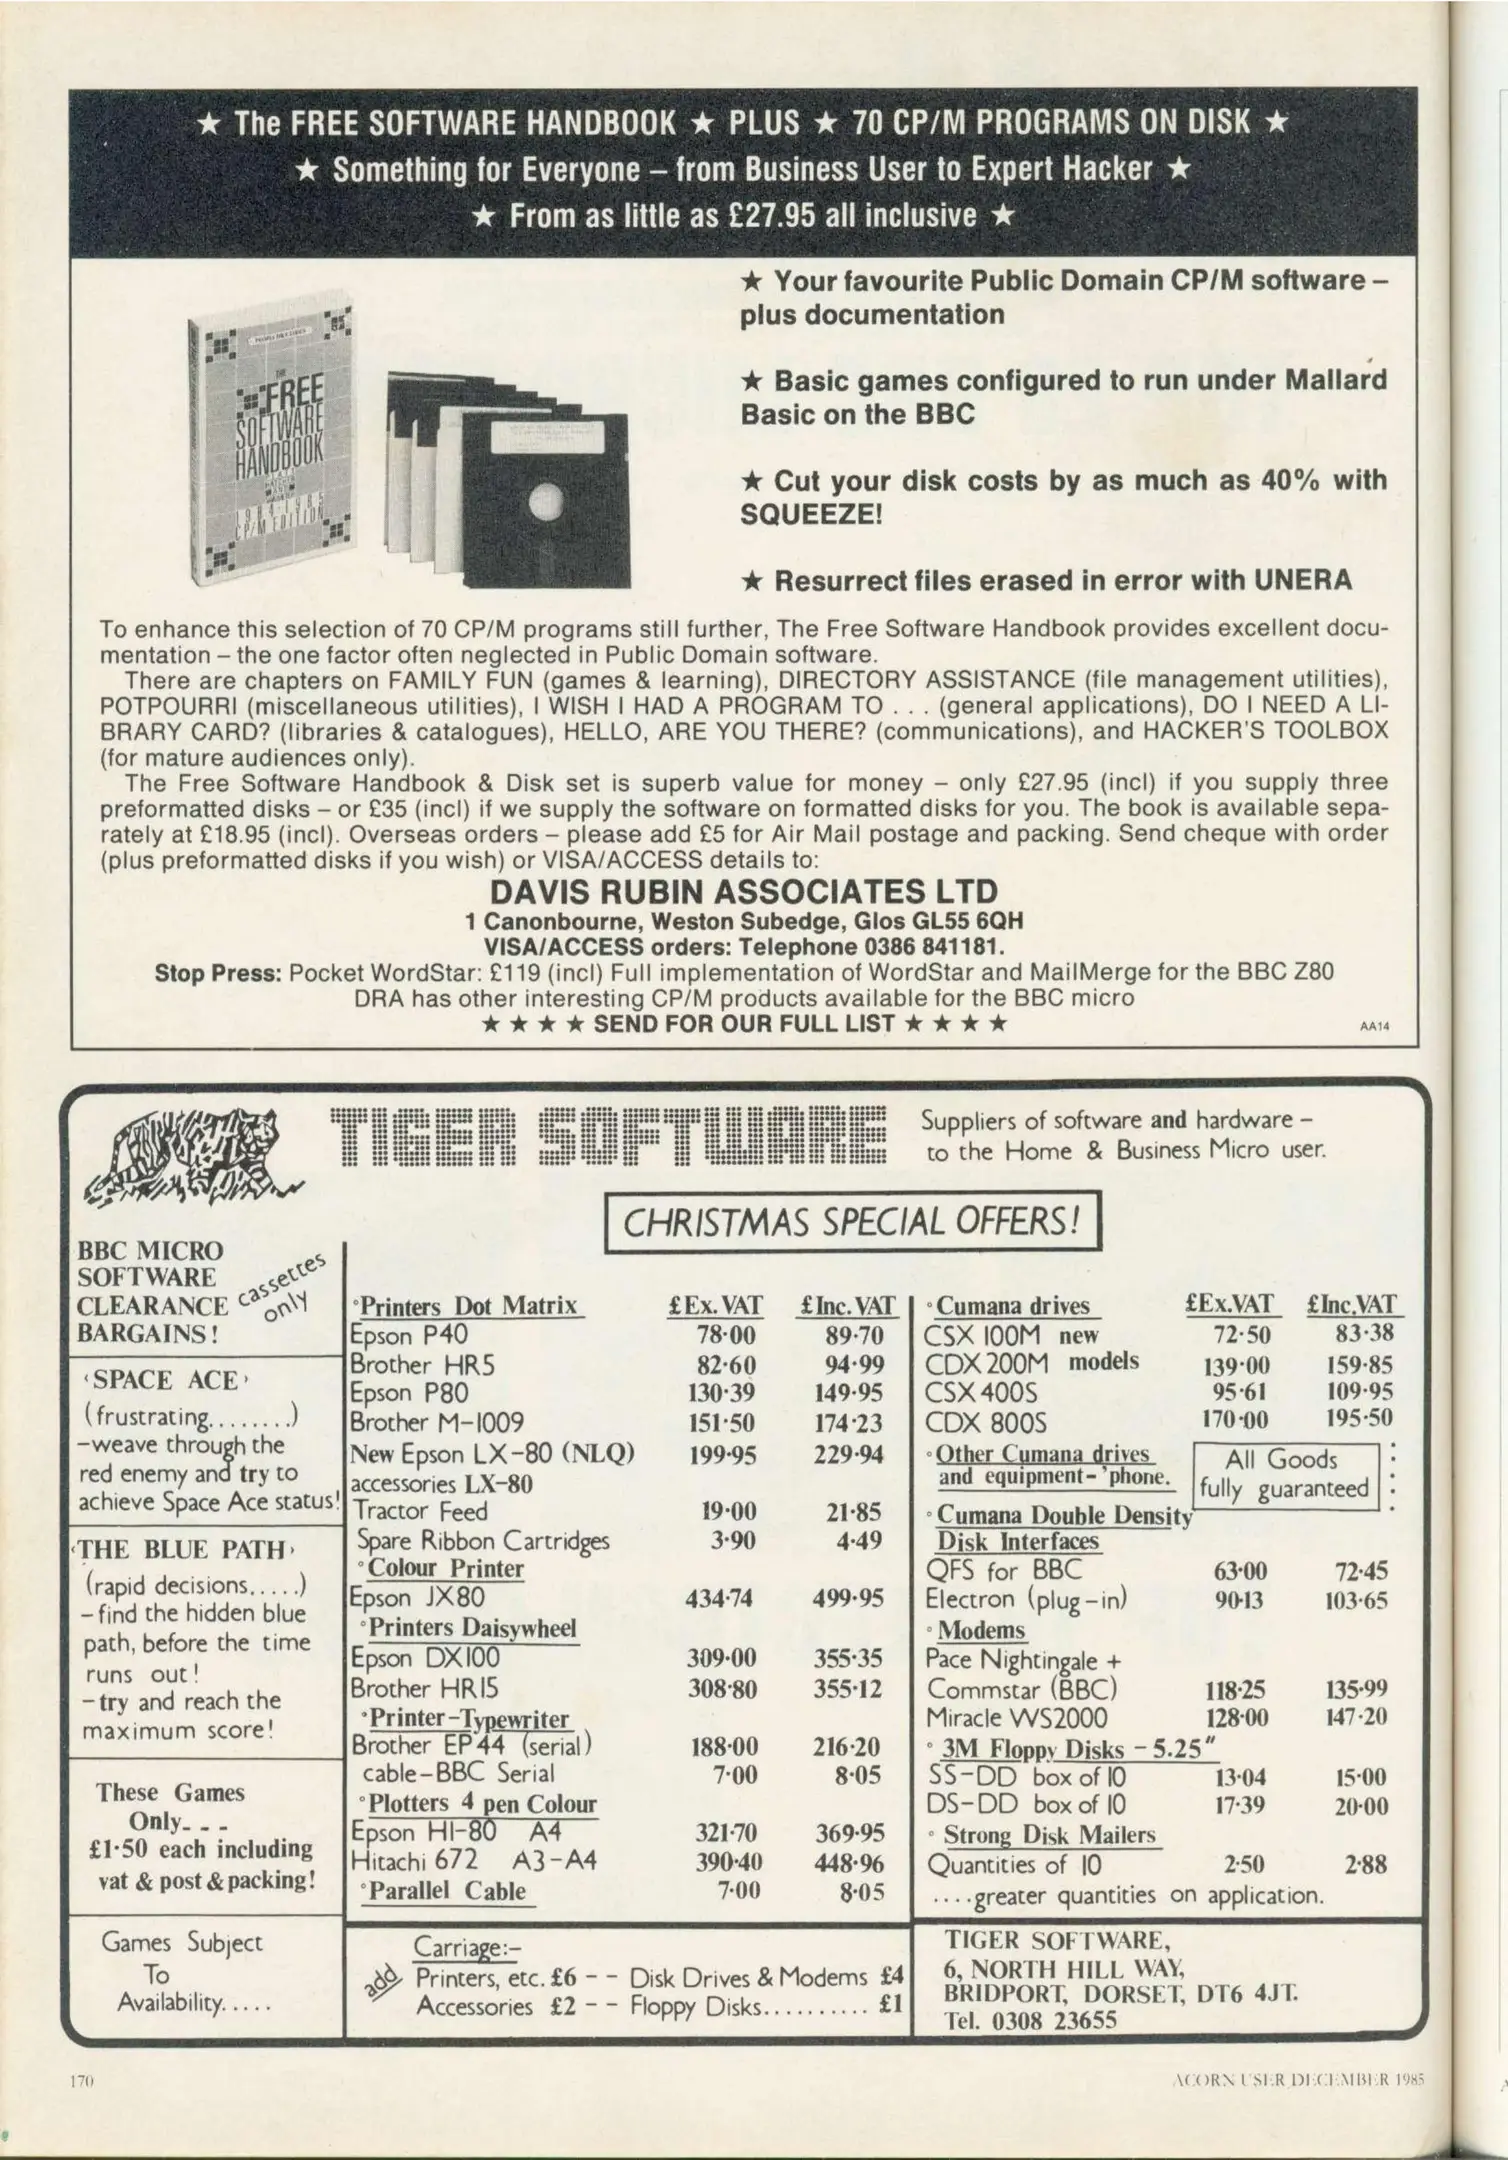 ★ The FREE SOFTWARE HANDBOOK ★ PLUS ★ 70 CP/M PROGRAMS ON DISK ★
★ Something for Everyone – from Business User to Expert Hacker ★
★ From as little as £27.95 all inclusive ★
THE
FREE
SOFTWARE
HANDBOOK
1984-1985
CP/M EDITION
★ Your favourite Public Domain CP/M software –
plus documentation
★ Basic games configured to run under Mallard
Basic on the BBC
★ Cut your disk costs by as much as 40% with
SQUEEZE!
★ Resurrect files erased in error with UNERA
To enhance this selection of 70 CP/M programs still further, The Free Software Handbook provides excellent docu-
mentation – the one factor often neglected in Public Domain software.
There are chapters on FAMILY FUN (games & learning), DIRECTORY ASSISTANCE (file management utilities),
POTPOURRI (miscellaneous utilities), I WISH I HAD A PROGRAM TO . . . (general applications), DO I NEED A LI-
BRARY CARD? (libraries & catalogues), HELLO, ARE YOU THERE? (communications), and HACKER'S TOOLBOX
(for mature audiences only).
The Free Software Handbook & Disk set is superb value for money – only £27.95 (incl) if you supply three
preformatted disks – or £35 (incl) if we supply the software on formatted disks for you. The book is available sepa-
rately at £18.95 (incl). Overseas orders – please add £5 for Air Mail postage and packing. Send cheque with order
(plus preformatted disks if you wish) or VISA/ACCESS details to:
DAVIS RUBIN ASSOCIATES LTD
1 Canonbourne, Weston Subedge, Glos GL55 6QH
VISA/ACCESS orders: Telephone 0386 841181.
Stop Press: Pocket WordStar: £119 (incl) Full implementation of WordStar and MailMerge for the BBC Z80
DRA has other interesting CP/M products available for the BBC micro
★ ★ ★ ★ SEND FOR OUR FULL LIST ★ ★ ★ ★
AA14
TIGER SOFTWARE
Suppliers of software and hardware –
to the Home & Business Micro user.
CHRISTMAS SPECIAL OFFERS!
BBC MICRO
SOFTWARE
CLEARANCE
BARGAINS!
cassettes
only
'SPACE ACE'
(frustrating........)
-weave through the
red enemy and try to
achieve Space Ace status!
'THE BLUE PATH'
(rapid decisions.....)
-find the hidden blue
path, before the time
runs out!
-try and reach the
maximum score!
These Games
Only- - -
£1·50 each including
vat & post & packing!
Games Subject
To
Availability.....
°Printers Dot Matrix £Ex.VAT £Inc.VAT
Epson P40 78·00 89·70
Brother HR5 82·60 94·99
Epson P80 130·39 149·95
Brother M-1009 151·50 174·23
New Epson LX-80 (NLQ) 199·95 229·94
accessories LX-80
Tractor Feed 19·00 21·85
Spare Ribbon Cartridges 3·90 4·49
°Colour Printer
Epson JX80 434·74 499·95
°Printers Daisywheel
Epson DX100 309·00 355·35
Brother HR15 308·80 355·12
°Printer-Typewriter
Brother EP44 (serial) 188·00 216·20
cable-BBC Serial 7·00 8·05
°Plotters 4 pen Colour
Epson HI-80 A4 321·70 369·95
Hitachi 672 A3-A4 390·40 448·96
°Parallel Cable 7·00 8·05
°Cumana drives £Ex.VAT £Inc.VAT
CSX 100M new 72·50 83·38
CDX 200M models 139·00 159·85
CSX 400S 95·61 109·95
CDX 800S 170·00 195·50
°Other Cumana drives
and equipment- 'phone.
All Goods
fully guaranteed
°Cumana Double Density
Disk Interfaces
QFS for BBC 63·00 72·45
Electron (plug-in) 90·13 103·65
°Modems
Pace Nightingale +
Commstar (BBC) 118·25 135·99
Miracle WS2000 128·00 147·20
° 3M Floppy Disks - 5.25"
SS-DD box of 10 13·04 15·00
DS-DD box of 10 17·39 20·00
° Strong Disk Mailers
Quantities of 10 2·50 2·88
....greater quantities on application.
Carriage:-
add Printers, etc. £6 - - Disk Drives & Modems £4
Accessories £2 - - Floppy Disks.......... £1
TIGER SOFTWARE,
6, NORTH HILL WAY,
BRIDPORT, DORSET, DT6 4JT.
Tel. 0308 23655
170
ACORN USER DECEMBER 1985